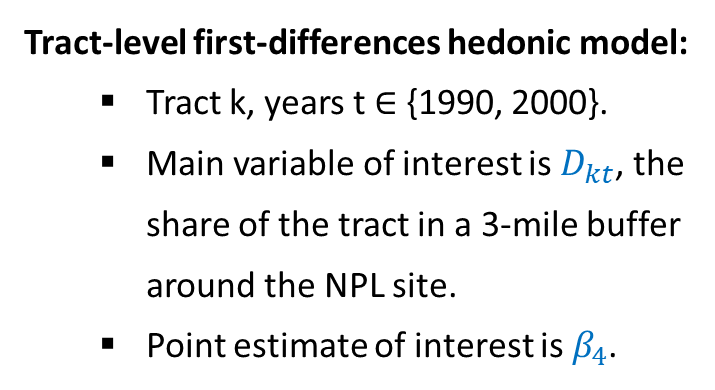 Tract-level first-differences hedonic model:
▪ Tract k, years t ∈ {1990, 2000}.
▪ Main variable of interest is D_{kt}, the
share of the tract in a 3-mile buffer
around the NPL site.
▪ Point estimate of interest is β_4.